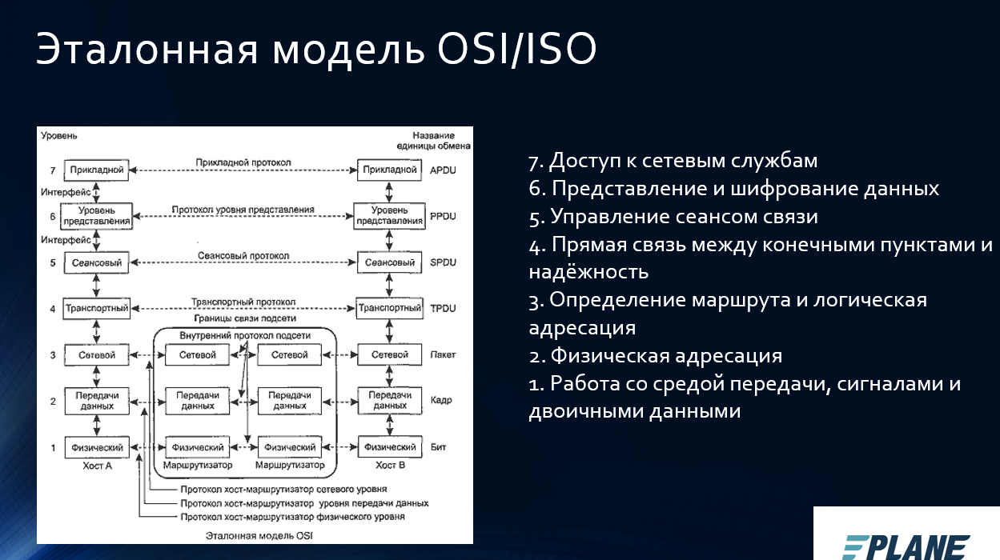 Эталонная модель OSI/ISO
Уровень
Название
единицы обмена
7 Прикладной Прикладной протокол Прикладной APDU
Интерфейс
6 Уровень представления Протокол уровня представления Уровень представления PPDU
Интерфейс
5 Сеансовый Сеансовый протокол Сеансовый SPDU
4 Транспортный Транспортный протокол Транспортный TPDU
Границы связи подсети
Внутренний протокол подсети
3 Сетевой Сетевой Сетевой Сетевой Пакет
2 Передачи данных Передачи данных Передачи данных Передачи данных Кадр
1 Физический Физический Физический Физический Бит
Хост А Маршрутизатор Маршрутизатор Хост В
Протокол хост-маршрутизатор сетевого уровня
Протокол хост-маршрутизатор уровня передачи данных
Протокол хост-маршрутизатор физического уровня
Эталонная модель OSI
7. Доступ к сетевым службам
6. Представление и шифрование данных
5. Управление сеансом связи
4. Прямая связь между конечными пунктами и
надёжность
3. Определение маршрута и логическая
адресация
2. Физическая адресация
1. Работа со средой передачи, сигналами и
двоичными данными
PLANE